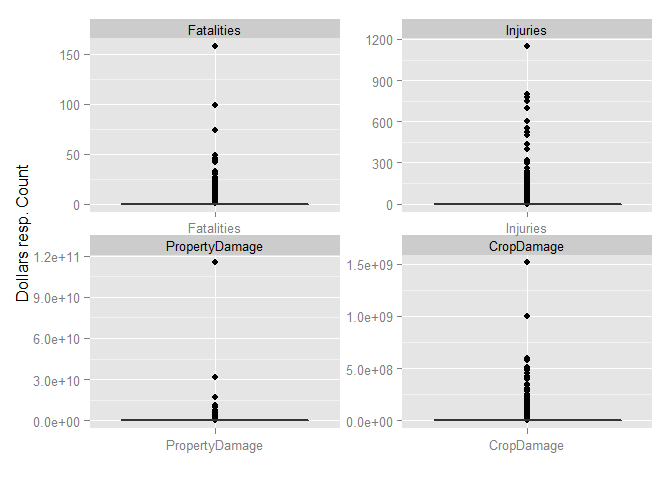 Fatalities
150
100
50
0
Fatalities
Injuries
1200
900
600
300
0
Injuries
Dollars resp. Count
PropertyDamage
1.2e+11
9.0e+10
6.0e+10
3.0e+10
0.0e+00
PropertyDamage
CropDamage
1.5e+09
1.0e+09
5.0e+08
0.0e+00
CropDamage